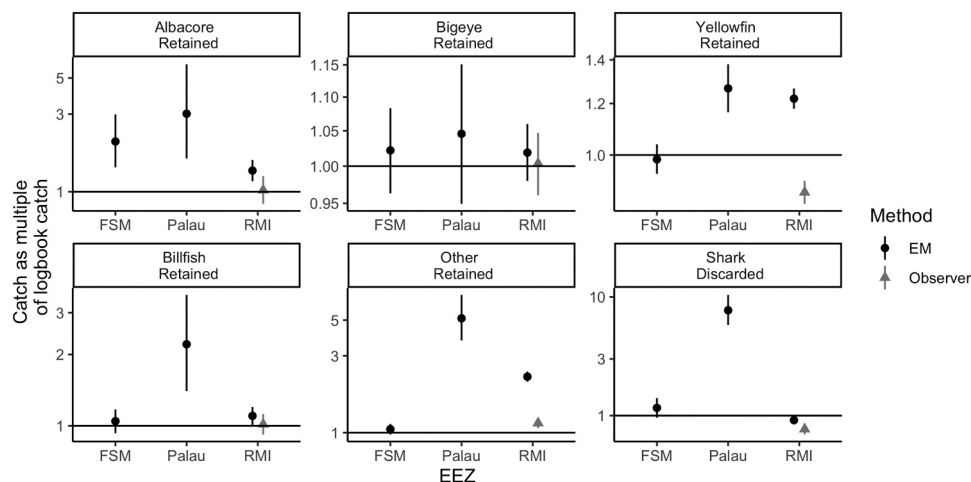 Albacore
Retained
Bigeye
Retained
Yellowfin
Retained
5
3
1
1.15
1.10
1.05
1.00
0.95
1.4
1.2
1.0
FSM Palau RMI
FSM Palau RMI
FSM Palau RMI
Billfish
Retained
Other
Retained
Shark
Discarded
3
2
1
5
3
1
10
3
1
FSM Palau RMI
FSM Palau RMI
FSM Palau RMI
EEZ
Catch as multiple
of logbook catch
Method
EM
Observer